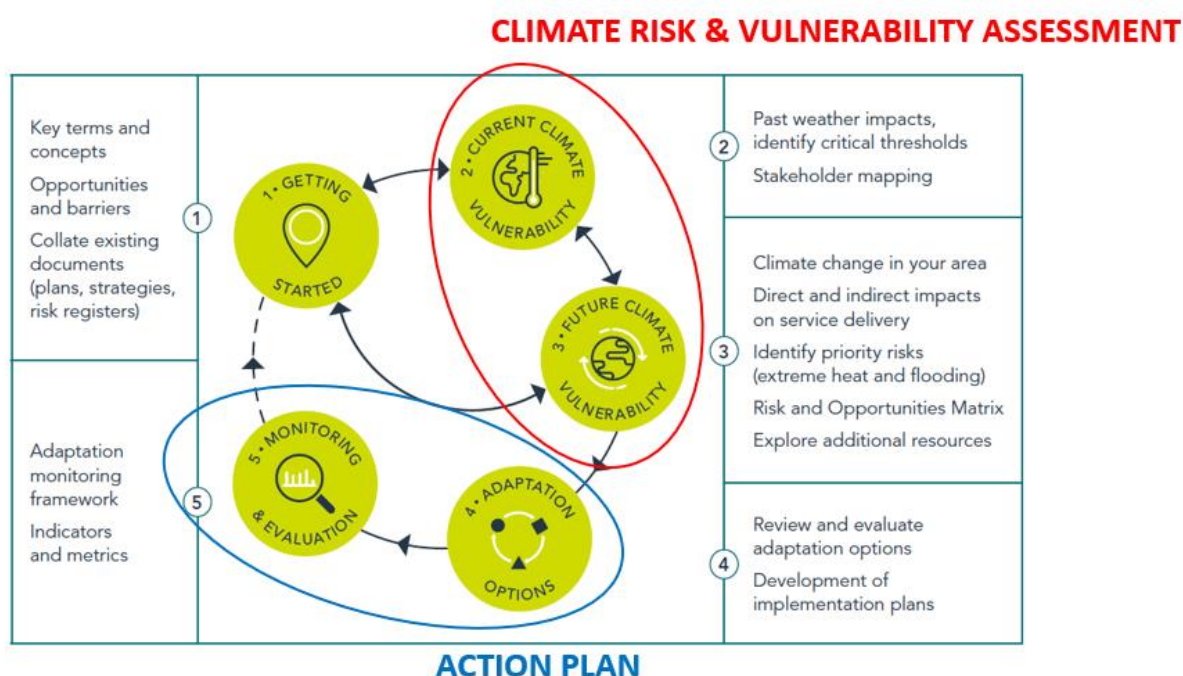 CLIMATE RISK & VULNERABILITY ASSESSMENT
Key terms and
concepts
Opportunities
and barriers
Collate existing
documents
(plans, strategies,
risk registers)
1
Adaptation
monitoring
framework
Indicators
and metrics
5
1 • GETTING
STARTED
2 • CURRENT CLIMATE
VULNERABILITY
3 • FUTURE CLIMATE
VULNERABILITY
4 • ADAPTATION
OPTIONS
5 • MONITORING
& EVALUATION
2
Past weather impacts,
identify critical thresholds
Stakeholder mapping
3
Climate change in your area
Direct and indirect impacts
on service delivery
Identify priority risks
(extreme heat and flooding)
Risk and Opportunities Matrix
Explore additional resources
4
Review and evaluate
adaptation options
Development of
implementation plans
ACTION PLAN